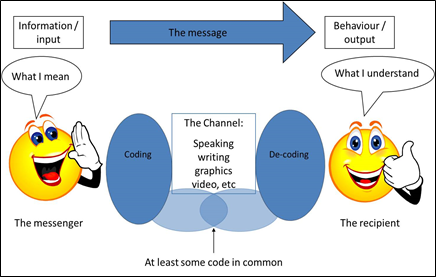 Information /
input
The message
Behaviour /
output
What I mean
What I understand
The Channel:
Speaking
writing
graphics
video, etc
Coding
De-coding
The messenger
The recipient
At least some code in common